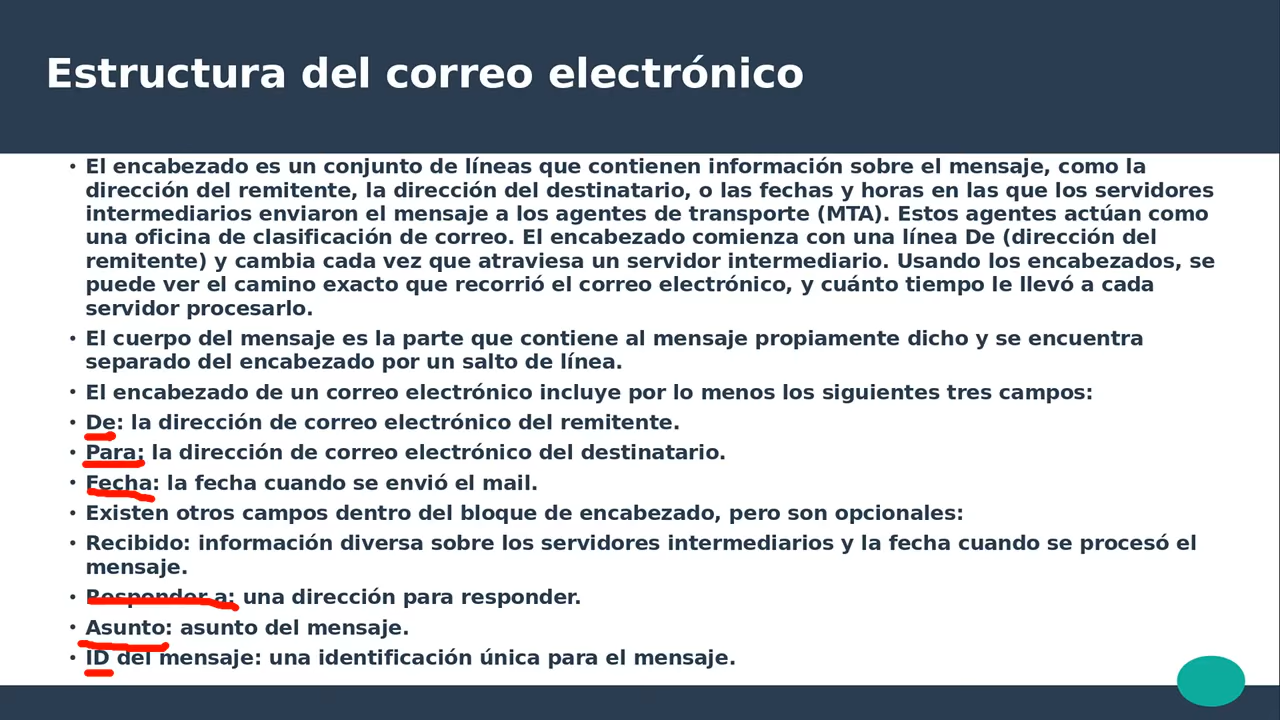 Estructura del correo electrónico
• El encabezado es un conjunto de líneas que contienen información sobre el mensaje, como la
dirección del remitente, la dirección del destinatario, o las fechas y horas en las que los servidores
intermediarios enviaron el mensaje a los agentes de transporte (MTA). Estos agentes actúan como
una oficina de clasificación de correo. El encabezado comienza con una línea De (dirección del
remitente) y cambia cada vez que atraviesa un servidor intermediario. Usando los encabezados, se
puede ver el camino exacto que recorrió el correo electrónico, y cuánto tiempo le llevó a cada
servidor procesarlo.
• El cuerpo del mensaje es la parte que contiene al mensaje propiamente dicho y se encuentra
separado del encabezado por un salto de línea.
• El encabezado de un correo electrónico incluye por lo menos los siguientes tres campos:
• De: la dirección de correo electrónico del remitente.
• Para: la dirección de correo electrónico del destinatario.
• Fecha: la fecha cuando se envió el mail.
• Existen otros campos dentro del bloque de encabezado, pero son opcionales:
• Recibido: información diversa sobre los servidores intermediarios y la fecha cuando se procesó el
mensaje.
• Responder a: una dirección para responder.
• Asunto: asunto del mensaje.
• ID del mensaje: una identificación única para el mensaje.